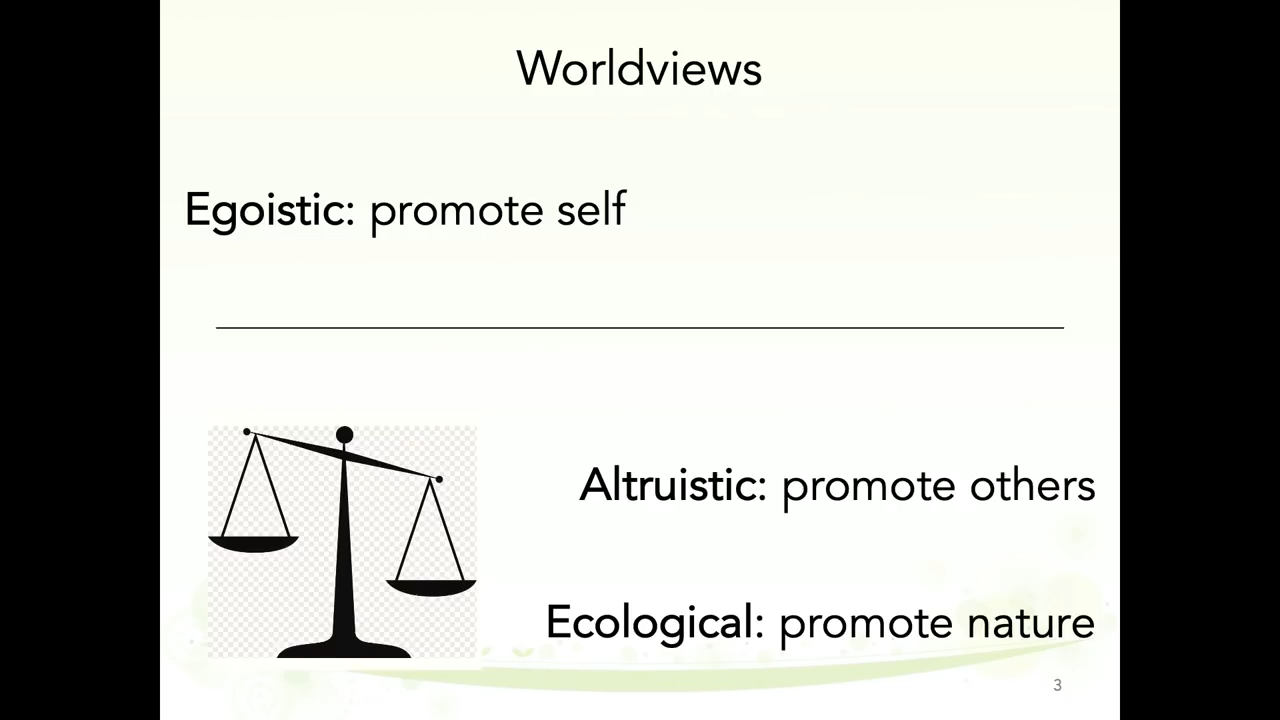 Worldviews
Egoistic: promote self
Altruistic: promote others
Ecological: promote nature
3